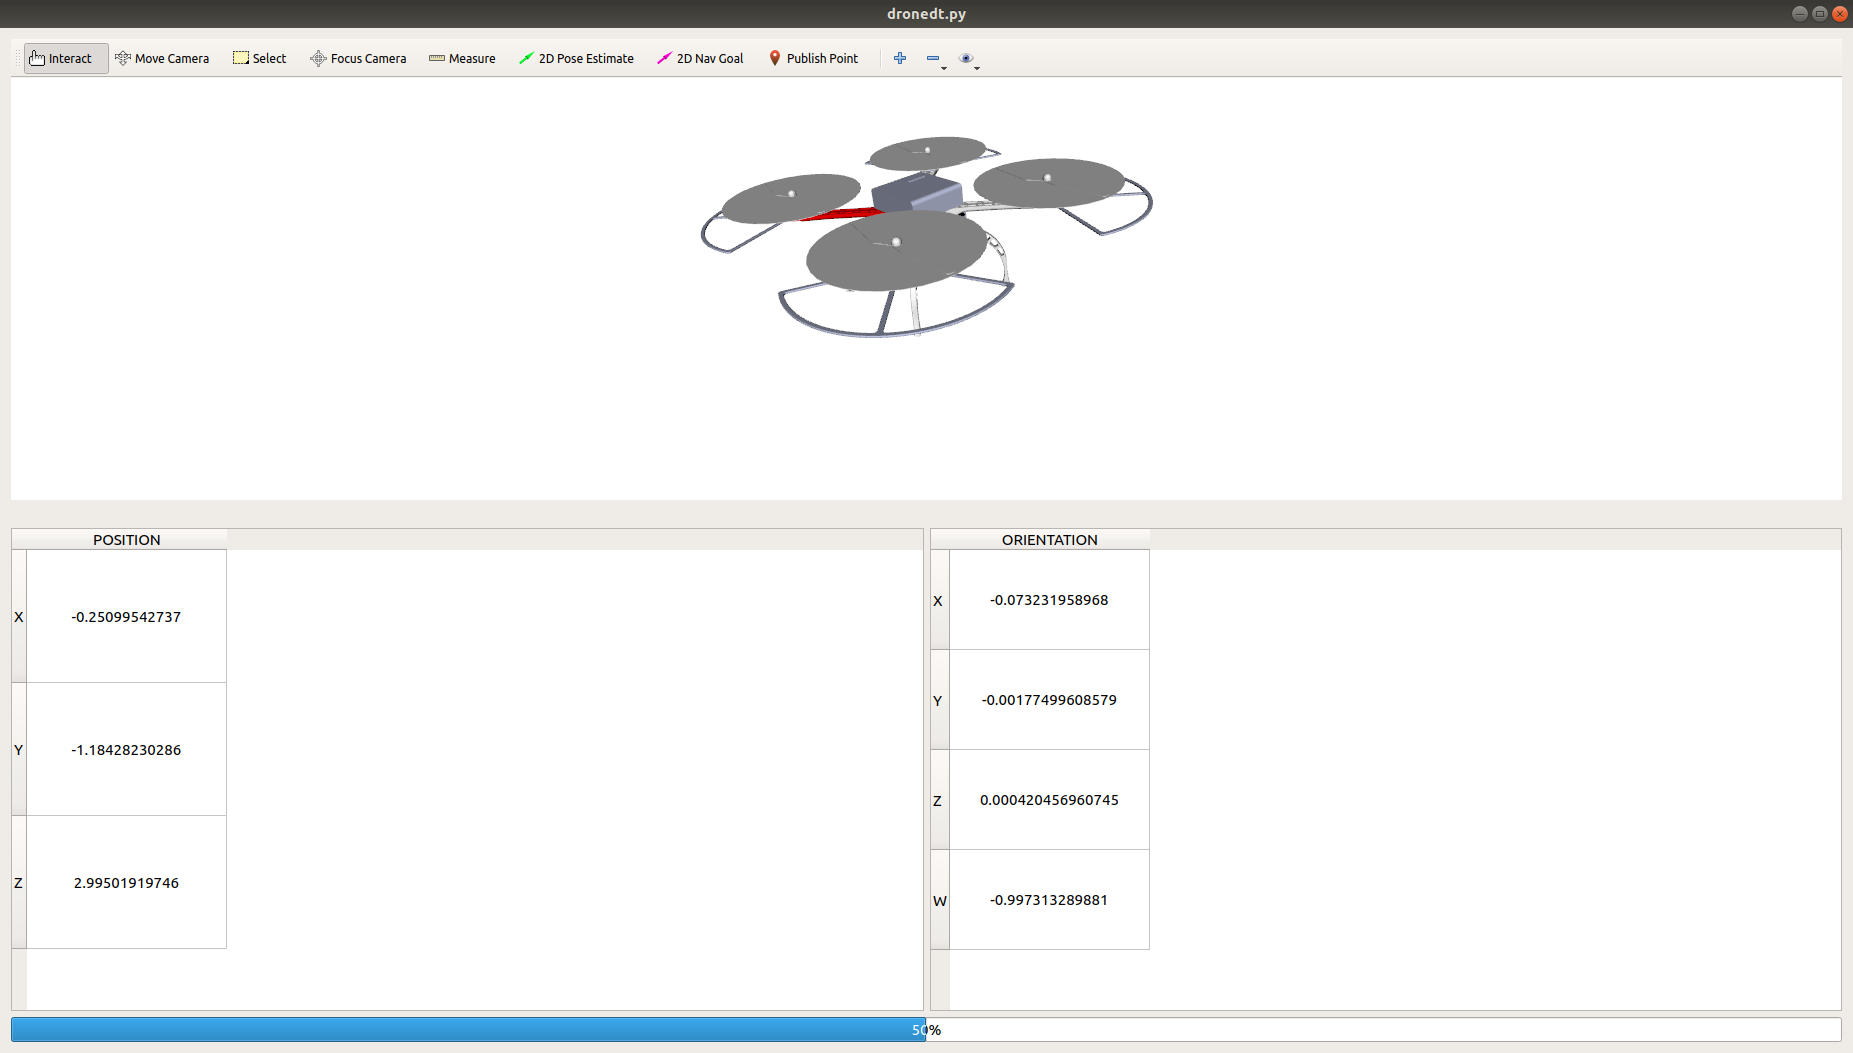 dronedt.py
Interact Move Camera Select Focus Camera Measure 2D Pose Estimate 2D Nav Goal Publish Point
POSITION
X -0.25099542737
Y -1.18428230286
Z 2.99501919746
ORIENTATION
X -0.073231958968
Y -0.00177499608579
Z 0.000420456960745
W -0.997313289881
50%